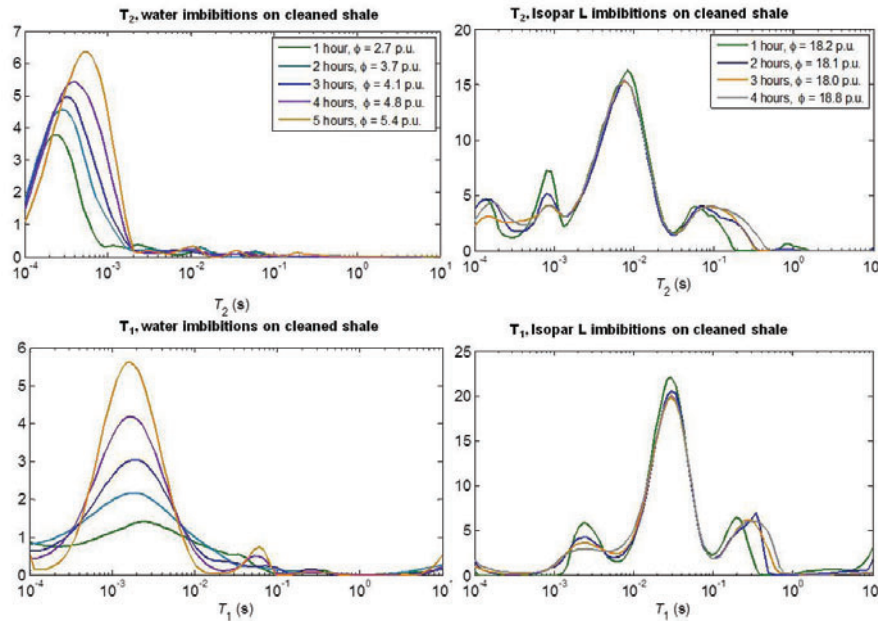 T2, water imbibitions on cleaned shale
7
6
5
4
3
2
1
0
1 hour, ϕ = 2.7 p.u.
2 hours, ϕ = 3.7 p.u.
3 hours, ϕ = 4.1 p.u.
4 hours, ϕ = 4.8 p.u.
5 hours, ϕ = 5.4 p.u.
10-4 10-3 10-2 10-1 100 101
T2 (s)
T2, Isopar L imbibitions on cleaned shale
20
15
10
5
0
1 hour, ϕ = 18.2 p.u.
2 hours, ϕ = 18.1 p.u.
3 hours, ϕ = 18.0 p.u.
4 hours, ϕ = 18.8 p.u.
10-4 10-3 10-2 10-1 100 10
T2 (s)
T1, water imbibitions on cleaned shale
6
5
4
3
2
1
0
10-4 10-3 10-2 10-1 100 10
T1 (s)
T1, Isopar L imbibitions on cleaned shale
25
20
15
10
5
0
10-4 10-3 10-2 10-1 100 10
T1 (s)